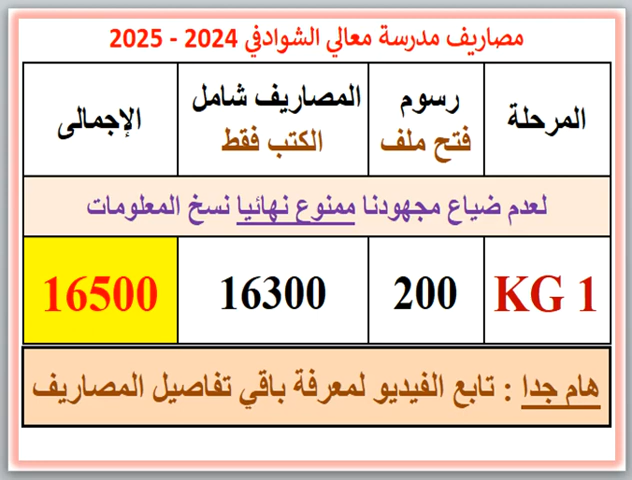 مصاريف مدرسة معالي الشوادفي 2024 - 2025
المرحلة رسوم فتح ملف المصاريف شامل الكتب فقط الإجمالى
لعدم ضياع مجهودنا ممنوع نهائيا نسخ المعلومات
KG 1 200 16300 16500
هام جدا : تابع الفيديو لمعرفة باقي تفاصيل المصاريف